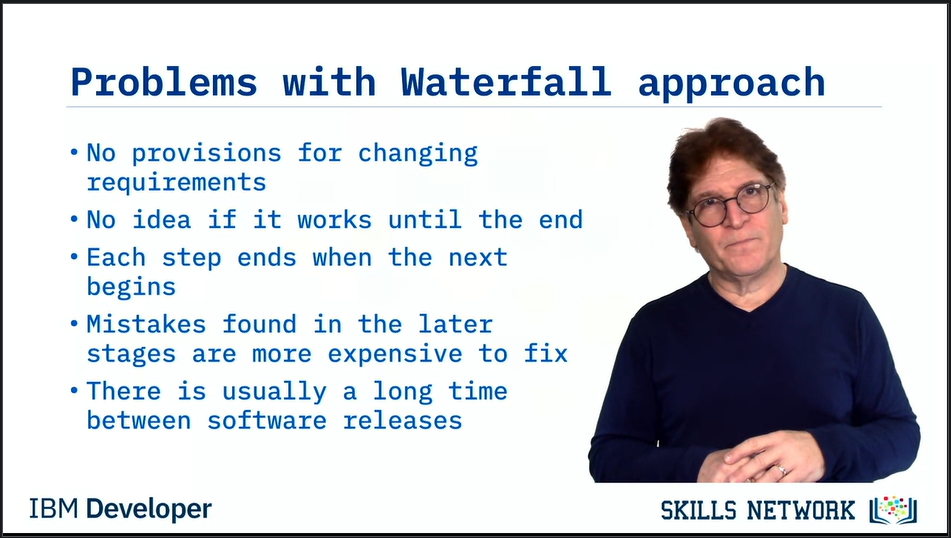 Problems with Waterfall approach
• No provisions for changing
requirements
• No idea if it works until the end
• Each step ends when the next
begins
• Mistakes found in the later
stages are more expensive to fix
• There is usually a long time
between software releases
IBM Developer
SKILLS NETWORK